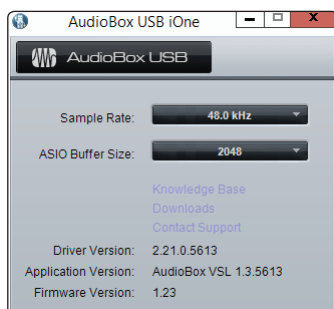 AudioBox USB iOne
AudioBox USB
Sample Rate: 48.0 kHz
ASIO Buffer Size: 2048
Knowledge Base
Downloads
Contact Support
Driver Version: 2.21.0.5613
Application Version: AudioBox VSL 1.3.5613
Firmware Version: 1.23